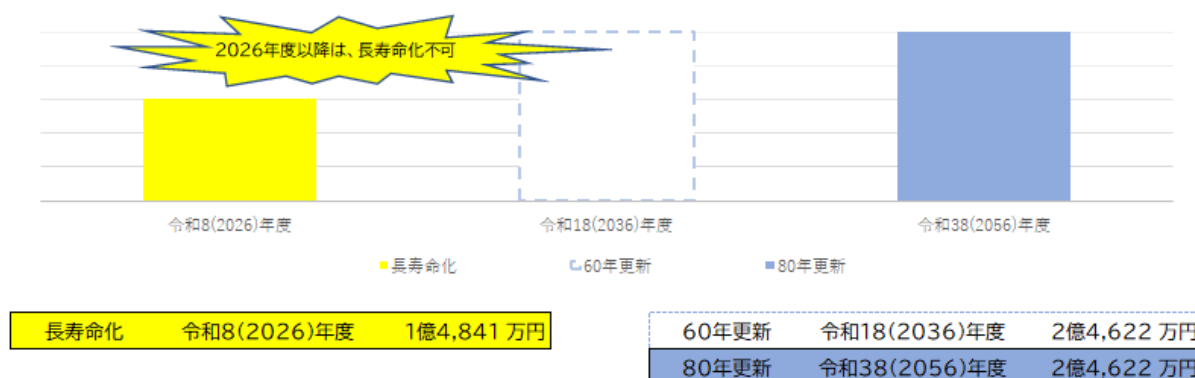 2026年度以降は、長寿命化不可
令和8(2026)年度 令和18(2036)年度 令和38(2056)年度
長寿命化 60年更新 80年更新
長寿命化 令和8(2026)年度 1億4,841 万円
60年更新 令和18(2036)年度 2億4,622 万円
80年更新 令和38(2056)年度 2億4,622 万円